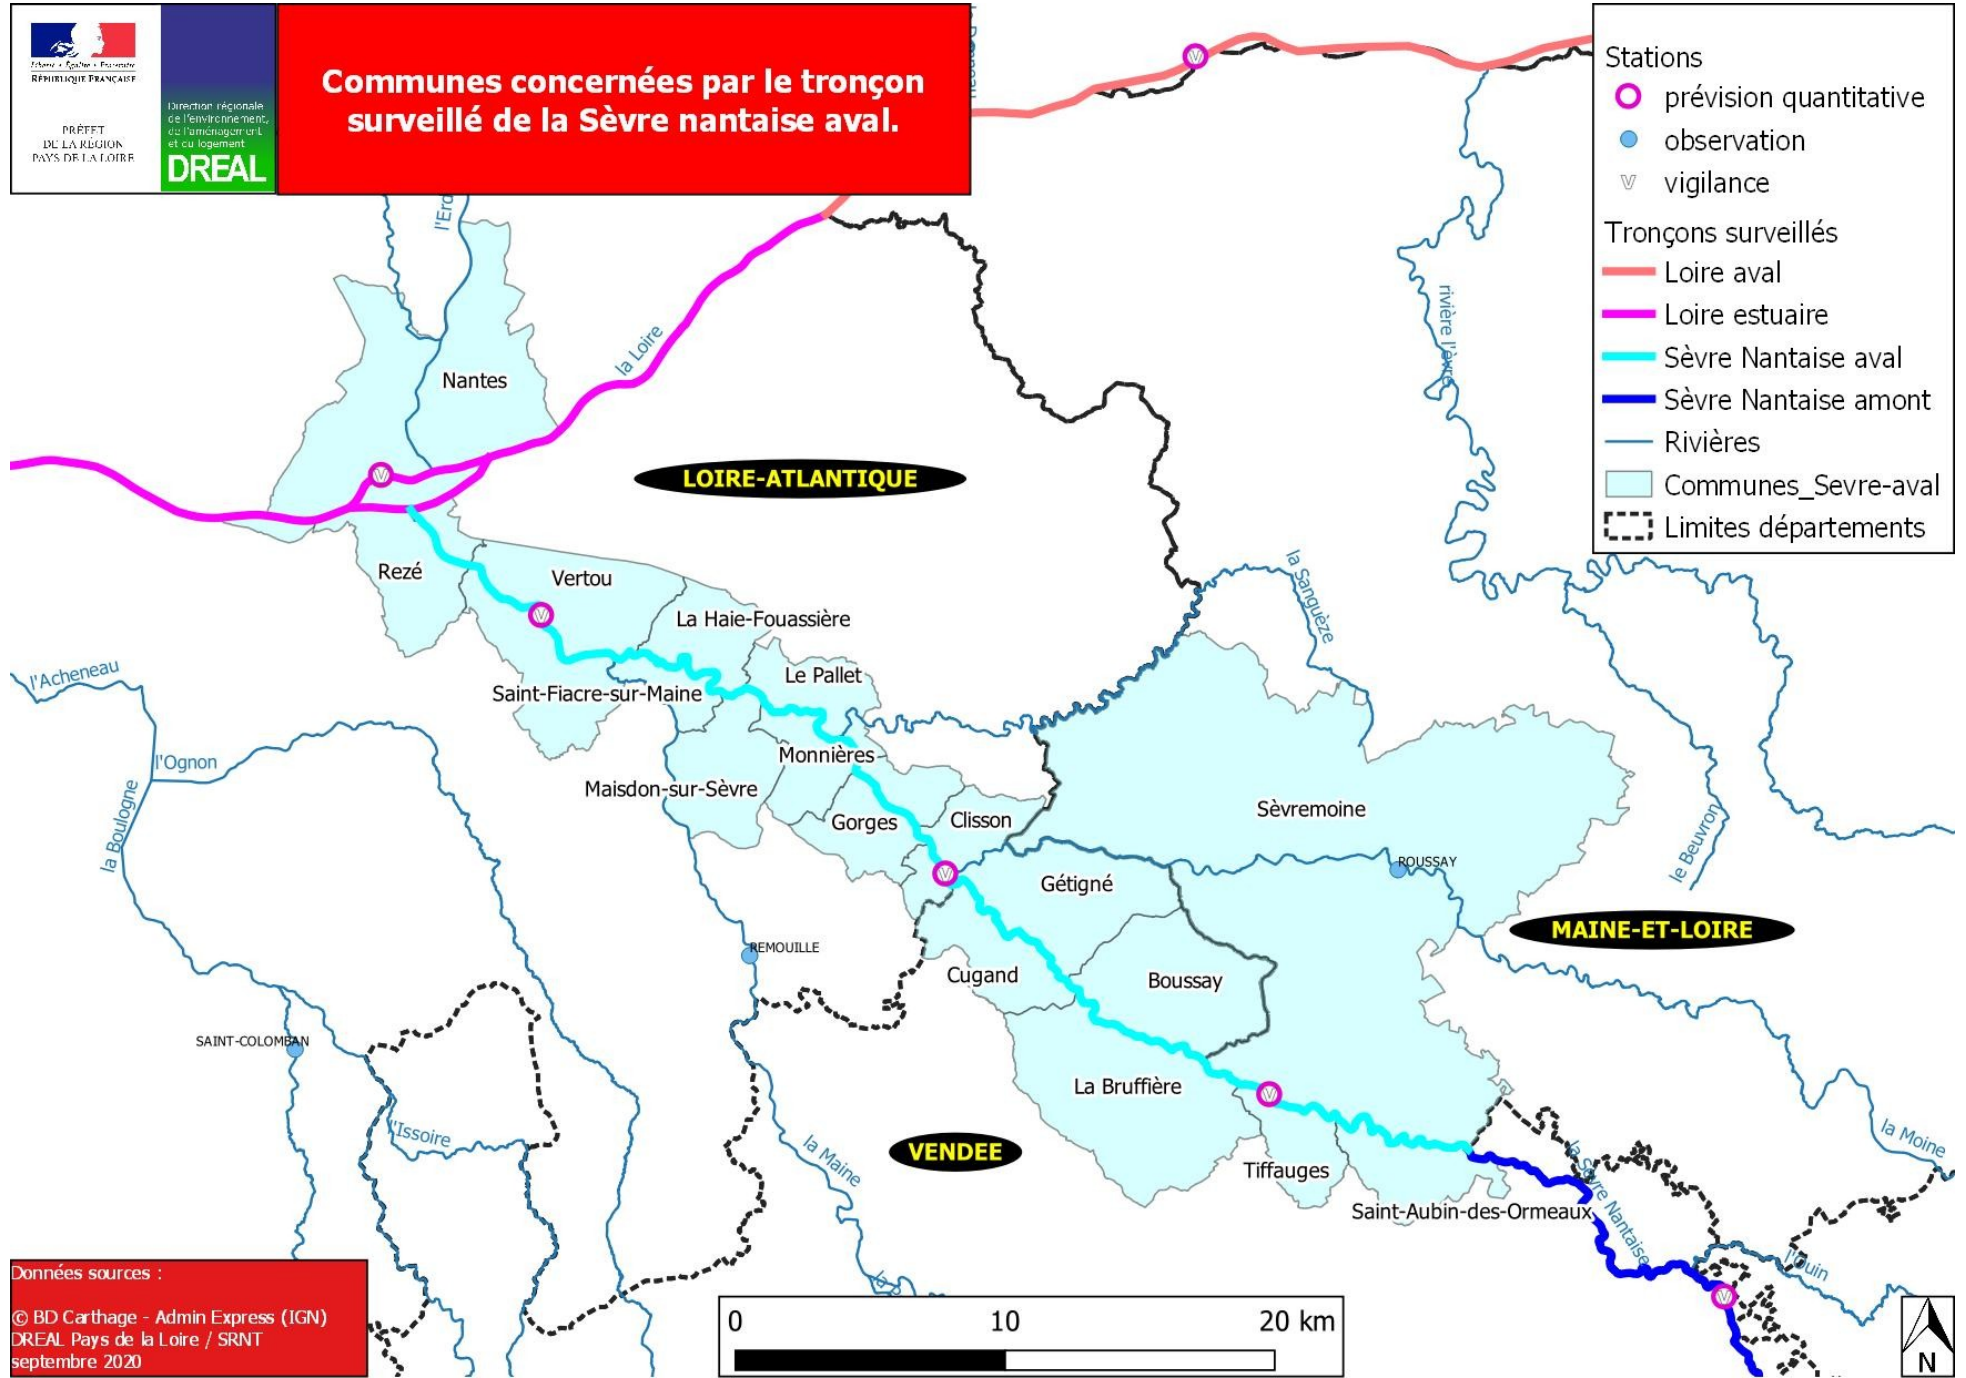 Liberté • Égalité • Fraternité
RÉPUBLIQUE FRANÇAISE
PRÉFET
DE LA RÉGION
PAYS DE LA LOIRE
Direction régionale
de l'environnement,
de l'aménagement
et du logement
DREAL
Communes concernées par le tronçon
surveillé de la Sèvre nantaise aval.
Stations
prévision quantitative
V
observation
vigilance
Tronçons surveillés
Loire aval
Loire estuaire
Sèvre Nantaise aval
Sèvre Nantaise amont
Rivières
Communes_Sevre-aval
Limites départements
la Loire
rivière l'èvre
Nantes
LOIRE-ATLANTIQUE
Rezé
Vertou
la Sanguèze
La Haie-Fouassière
l'Acheneau
Le Pallet
Saint-Fiacre-sur-Maine
l'Ognon
Monnières
Maisdon-sur-Sèvre
Sèvremoine
la Boulogne
Gorges
Clisson
le Beuvron
ROUSSAY
Gétigné
MAINE-ET-LOIRE
REMOUILLE
Cugand
Boussay
SAINT-COLOMBAN
La Bruffière
l'Issoire
la Maine
VENDEE
la Moine
Tiffauges
la Sèvre Nantaise
Saint-Aubin-des-Ormeaux
l'Ouin
Données sources :
© BD Carthage - Admin Express (IGN)
DREAL Pays de la Loire / SRNT
septembre 2020
0 10 20 km
N